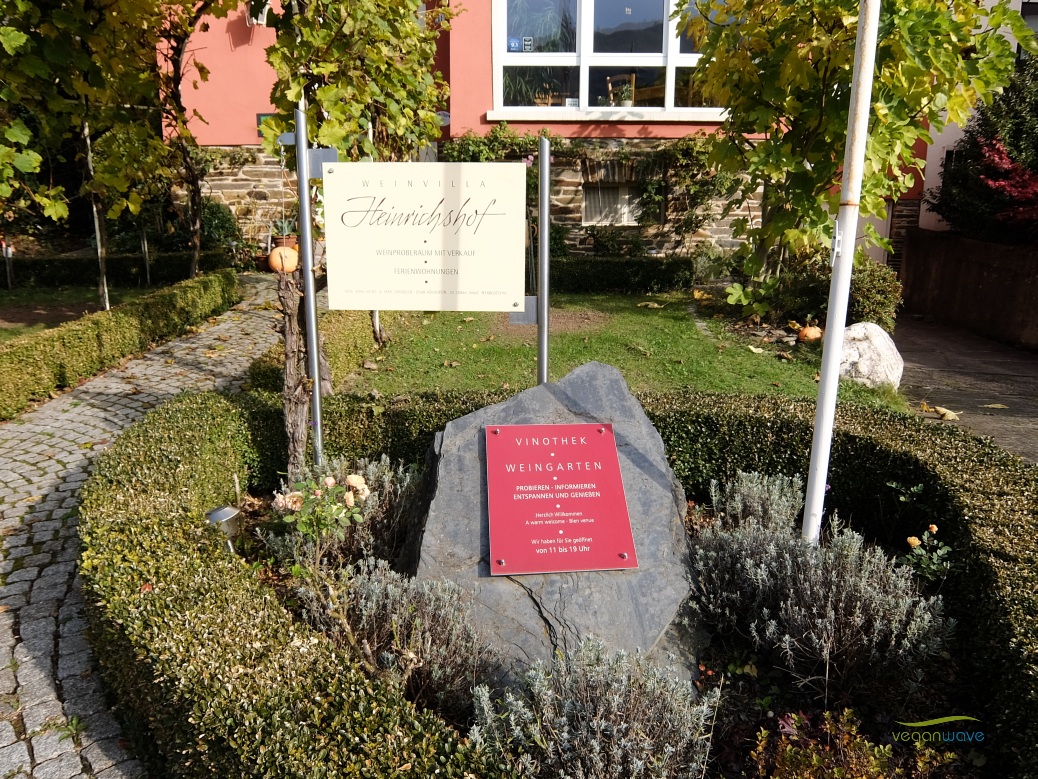 WEINVILLA
Heinrichshof
WEINPROBERAUM MIT VERKAUF
FERIENWOHNUNGEN
VINOTHEK
WEINGARTEN
PROBIEREN - INFORMIEREN
ENTSPANNEN UND GENIEßEN
Herzlich Willkommen
A warm welcome - Bien venue
Wir haben für Sie geöffnet
von 11 bis 19 Uhr
veganwave